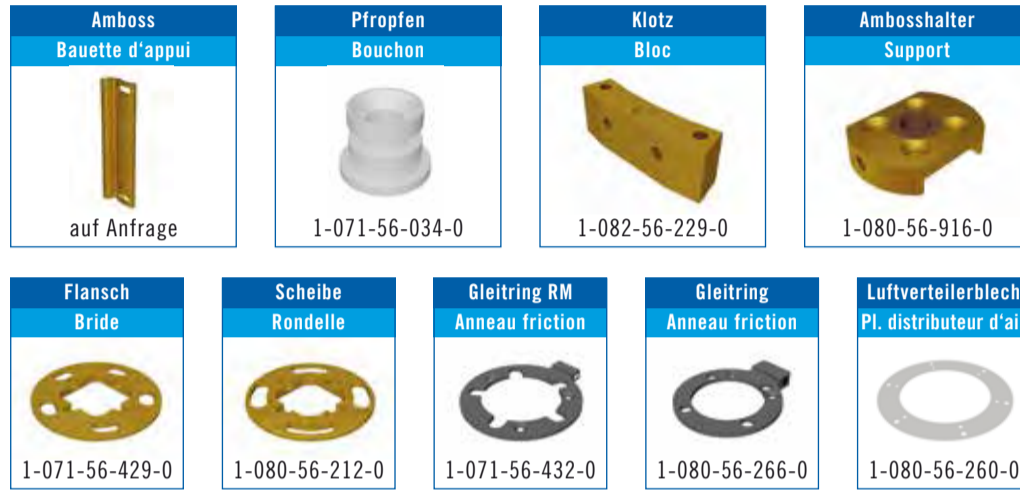 Amboss
Bauette d'appui
auf Anfrage
Pfropfen
Bouchon
1-071-56-034-0
Klotz
Bloc
1-082-56-229-0
Ambosshalter
Support
1-080-56-916-0
Flansch
Bride
1-071-56-429-0
Scheibe
Rondelle
1-080-56-212-0
Gleitring RM
Anneau friction
1-071-56-432-0
Gleitring
Anneau friction
1-080-56-266-0
Luftverteilerblech
Pl. distributeur d'ai
1-080-56-260-0